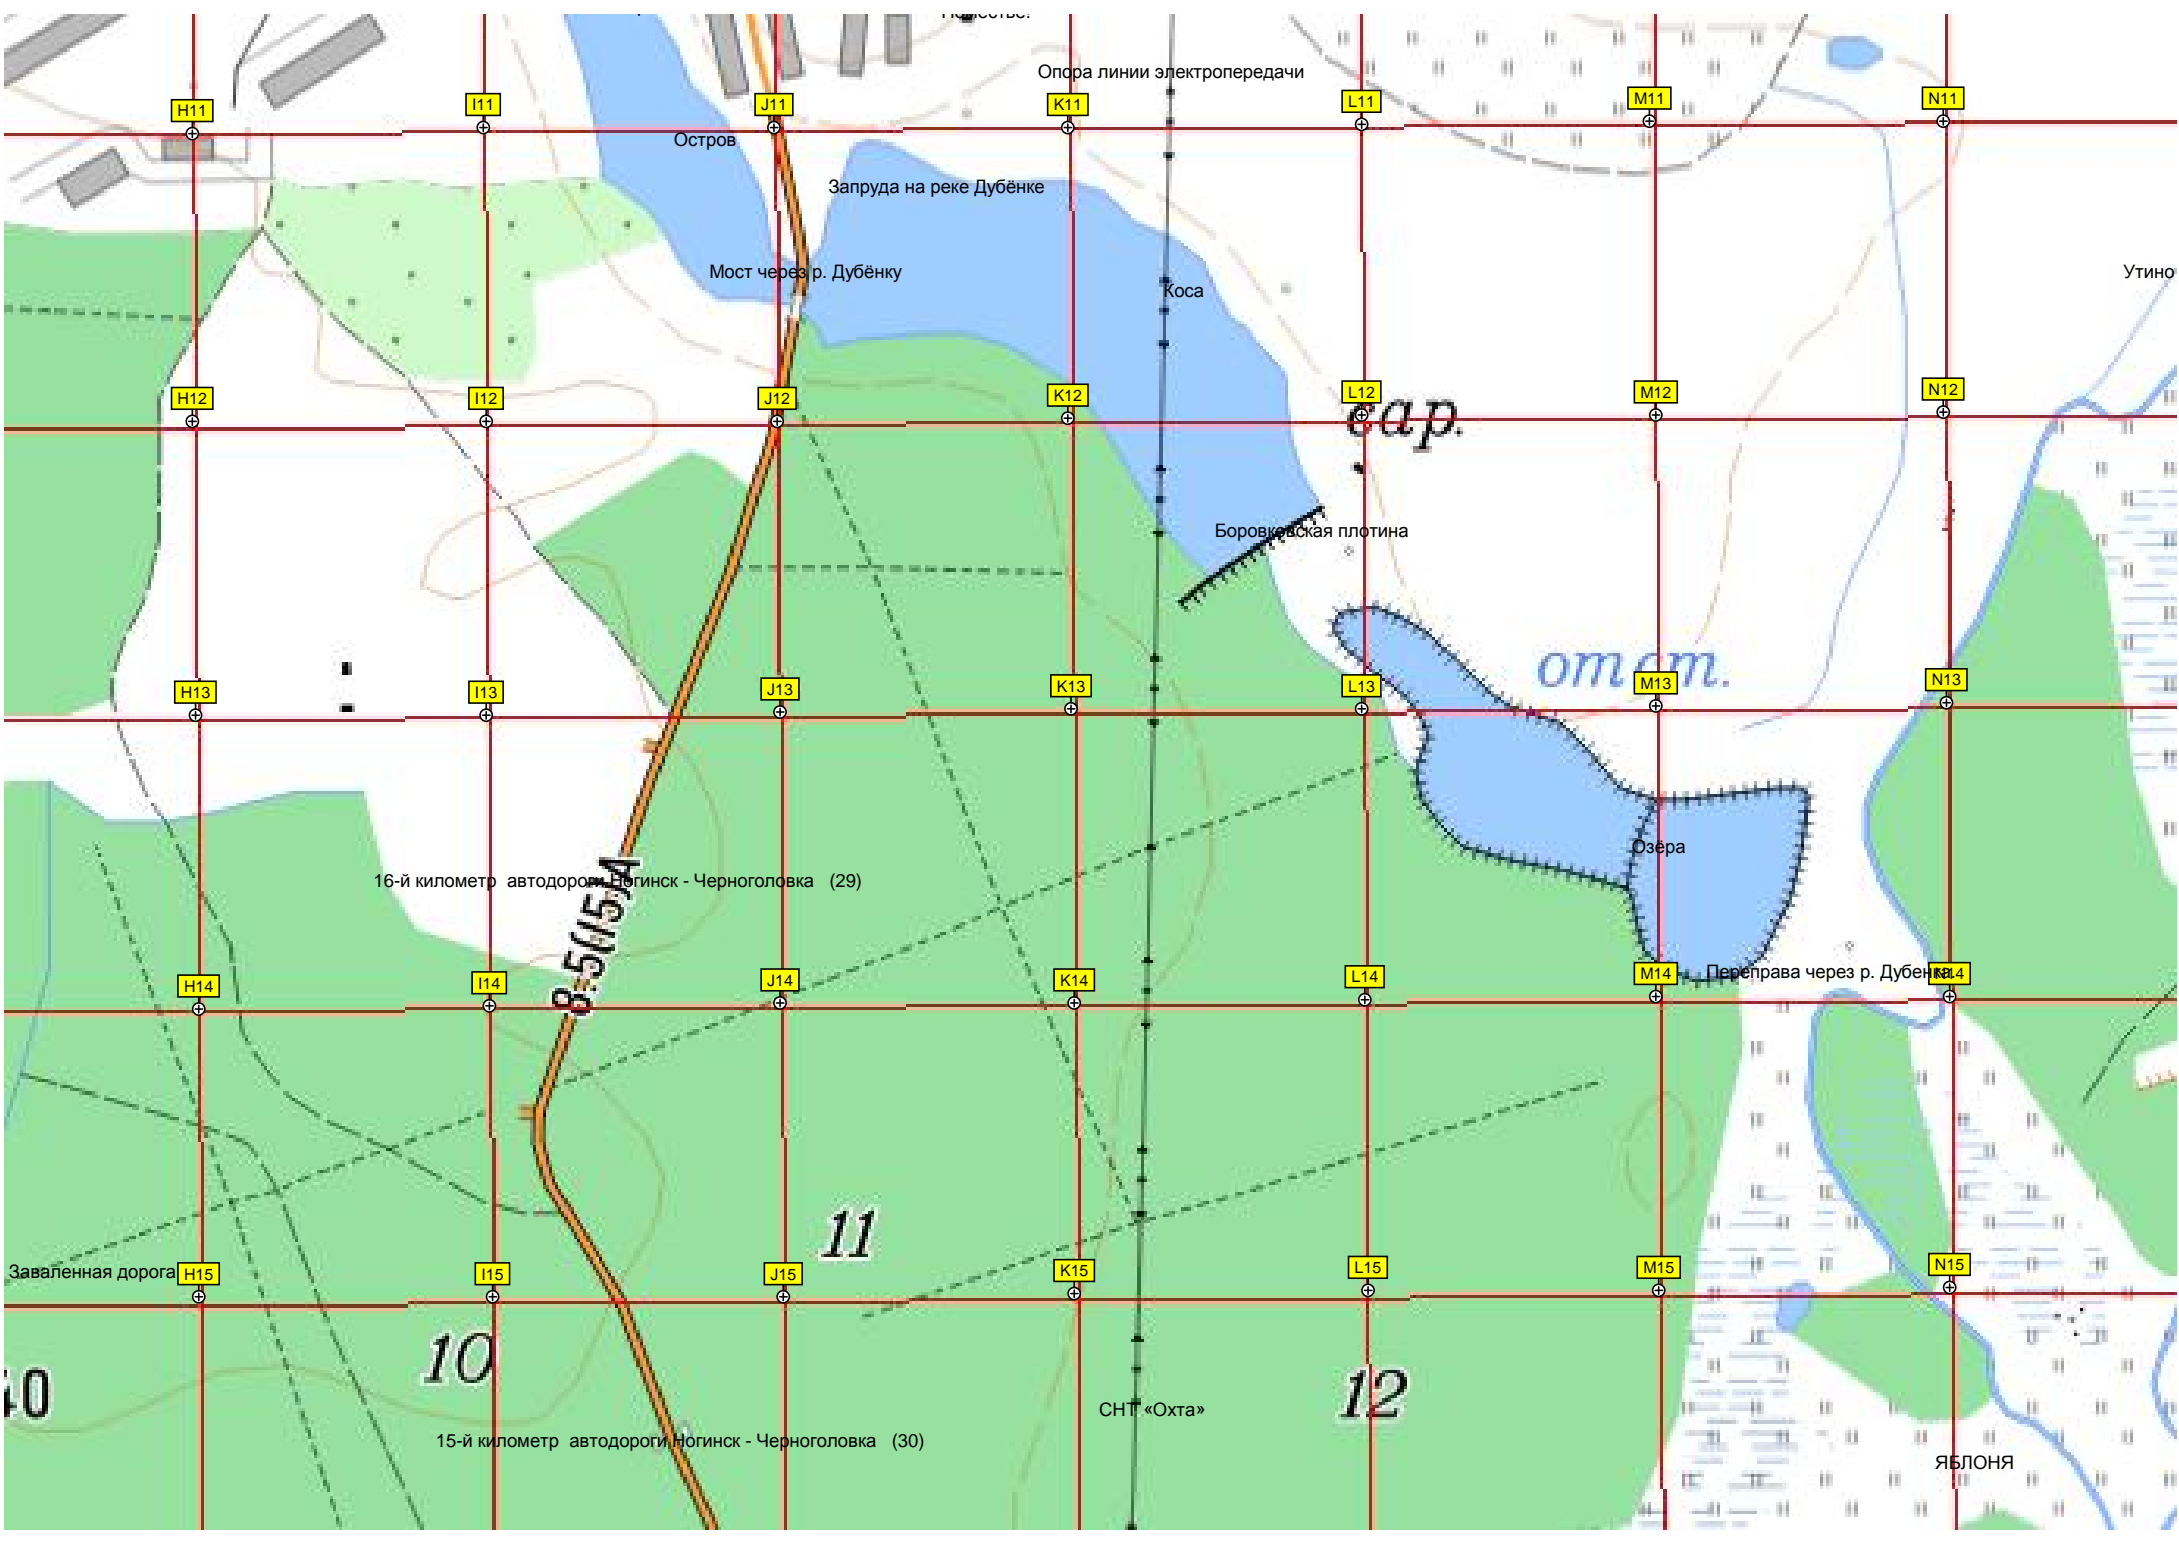 Опора линии электропередачи
H11
I11
J11
K11
L11
M11
N11
Остров
Запруда на реке Дубёнке
Мост через р. Дубёнку
Коса
Утино
H12
I12
J12
K12
L12
M12
N12
сар.
Боровковская плотина
отст.
H13
I13
J13
K13
L13
M13
N13
Озёра
16-й километр автодороги Ногинск - Черноголовка (29)
8.5(15)А
H14
I14
J14
K14
L14
M14
Переправа через р. Дубенка
N14
11
Заваленная дорога
H15
I15
J15
K15
L15
M15
N15
10
40
12
СНТ «Охта»
15-й километр автодороги Ногинск - Черноголовка (30)
ЯБЛОНЯ